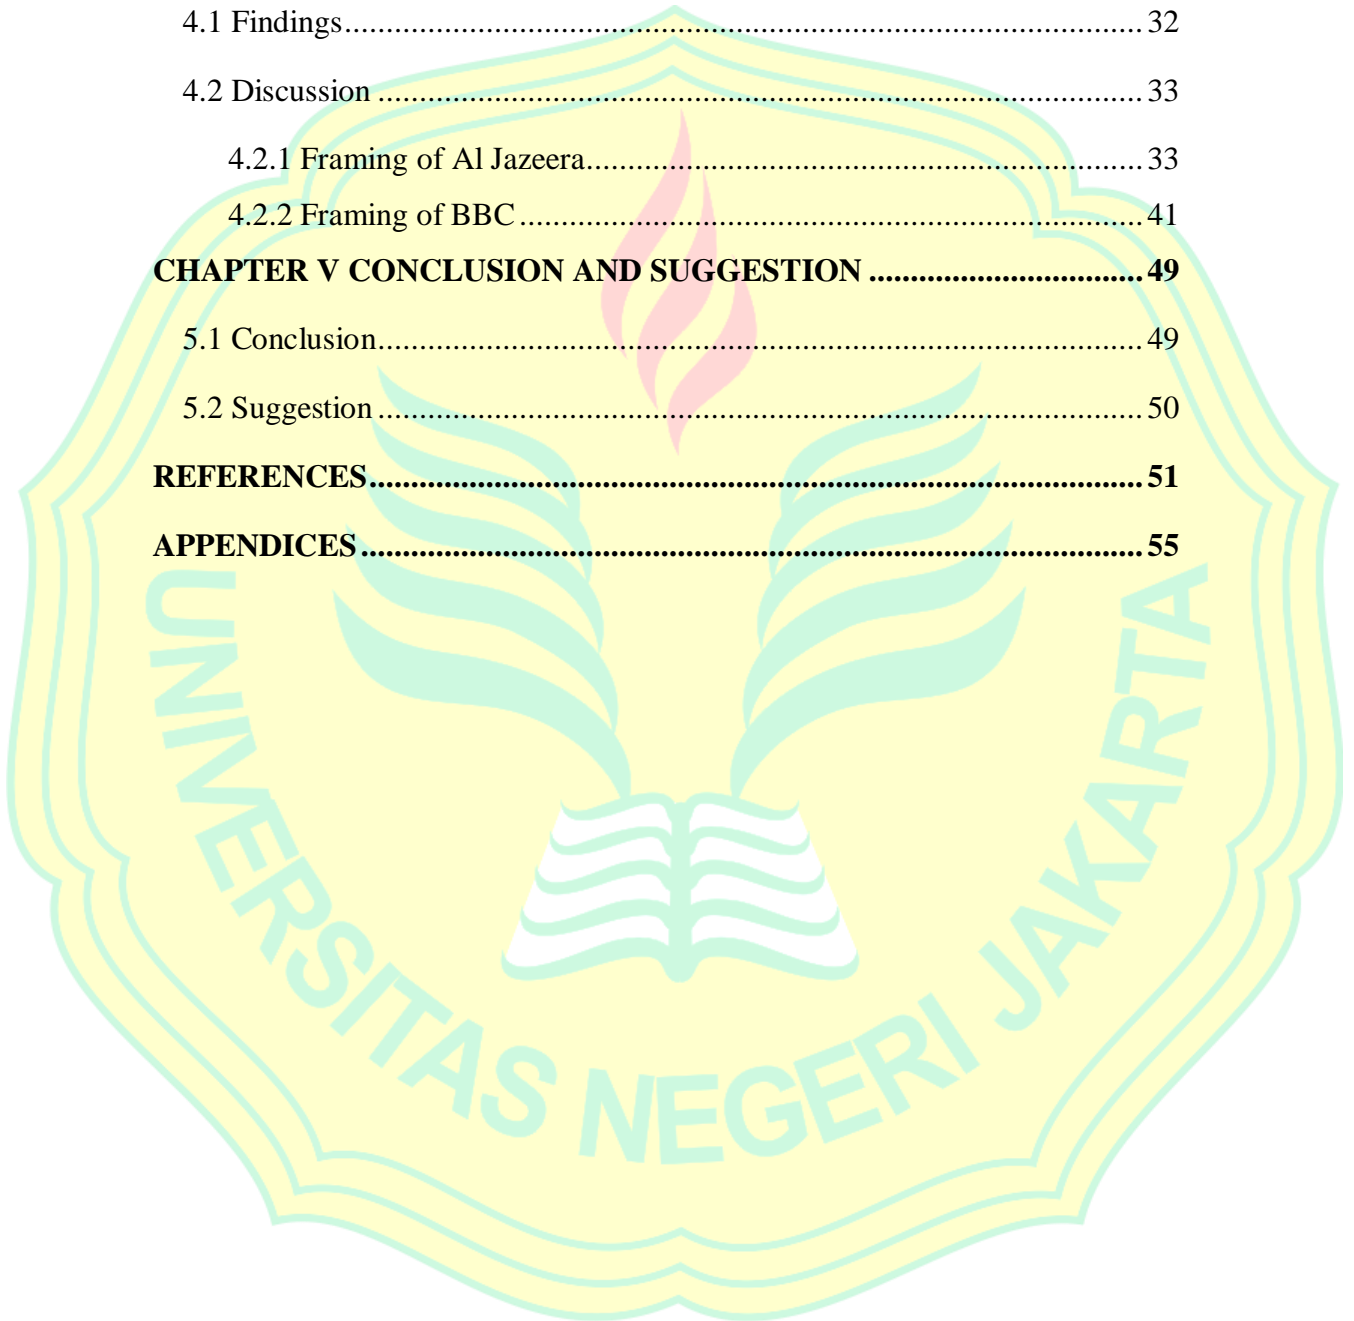 4.1 Findings.................................................................................................... 32
4.2 Discussion ................................................................................................ 33
4.2.1 Framing of Al Jazeera...................................................................... 33
4.2.2 Framing of BBC .............................................................................. 41
CHAPTER V CONCLUSION AND SUGGESTION .................................. 49
5.1 Conclusion................................................................................................ 49
5.2 Suggestion ................................................................................................ 50
REFERENCES................................................................................................. 51
APPENDICES .................................................................................................. 55
UNIVERSITAS NEGERI JAKARTA